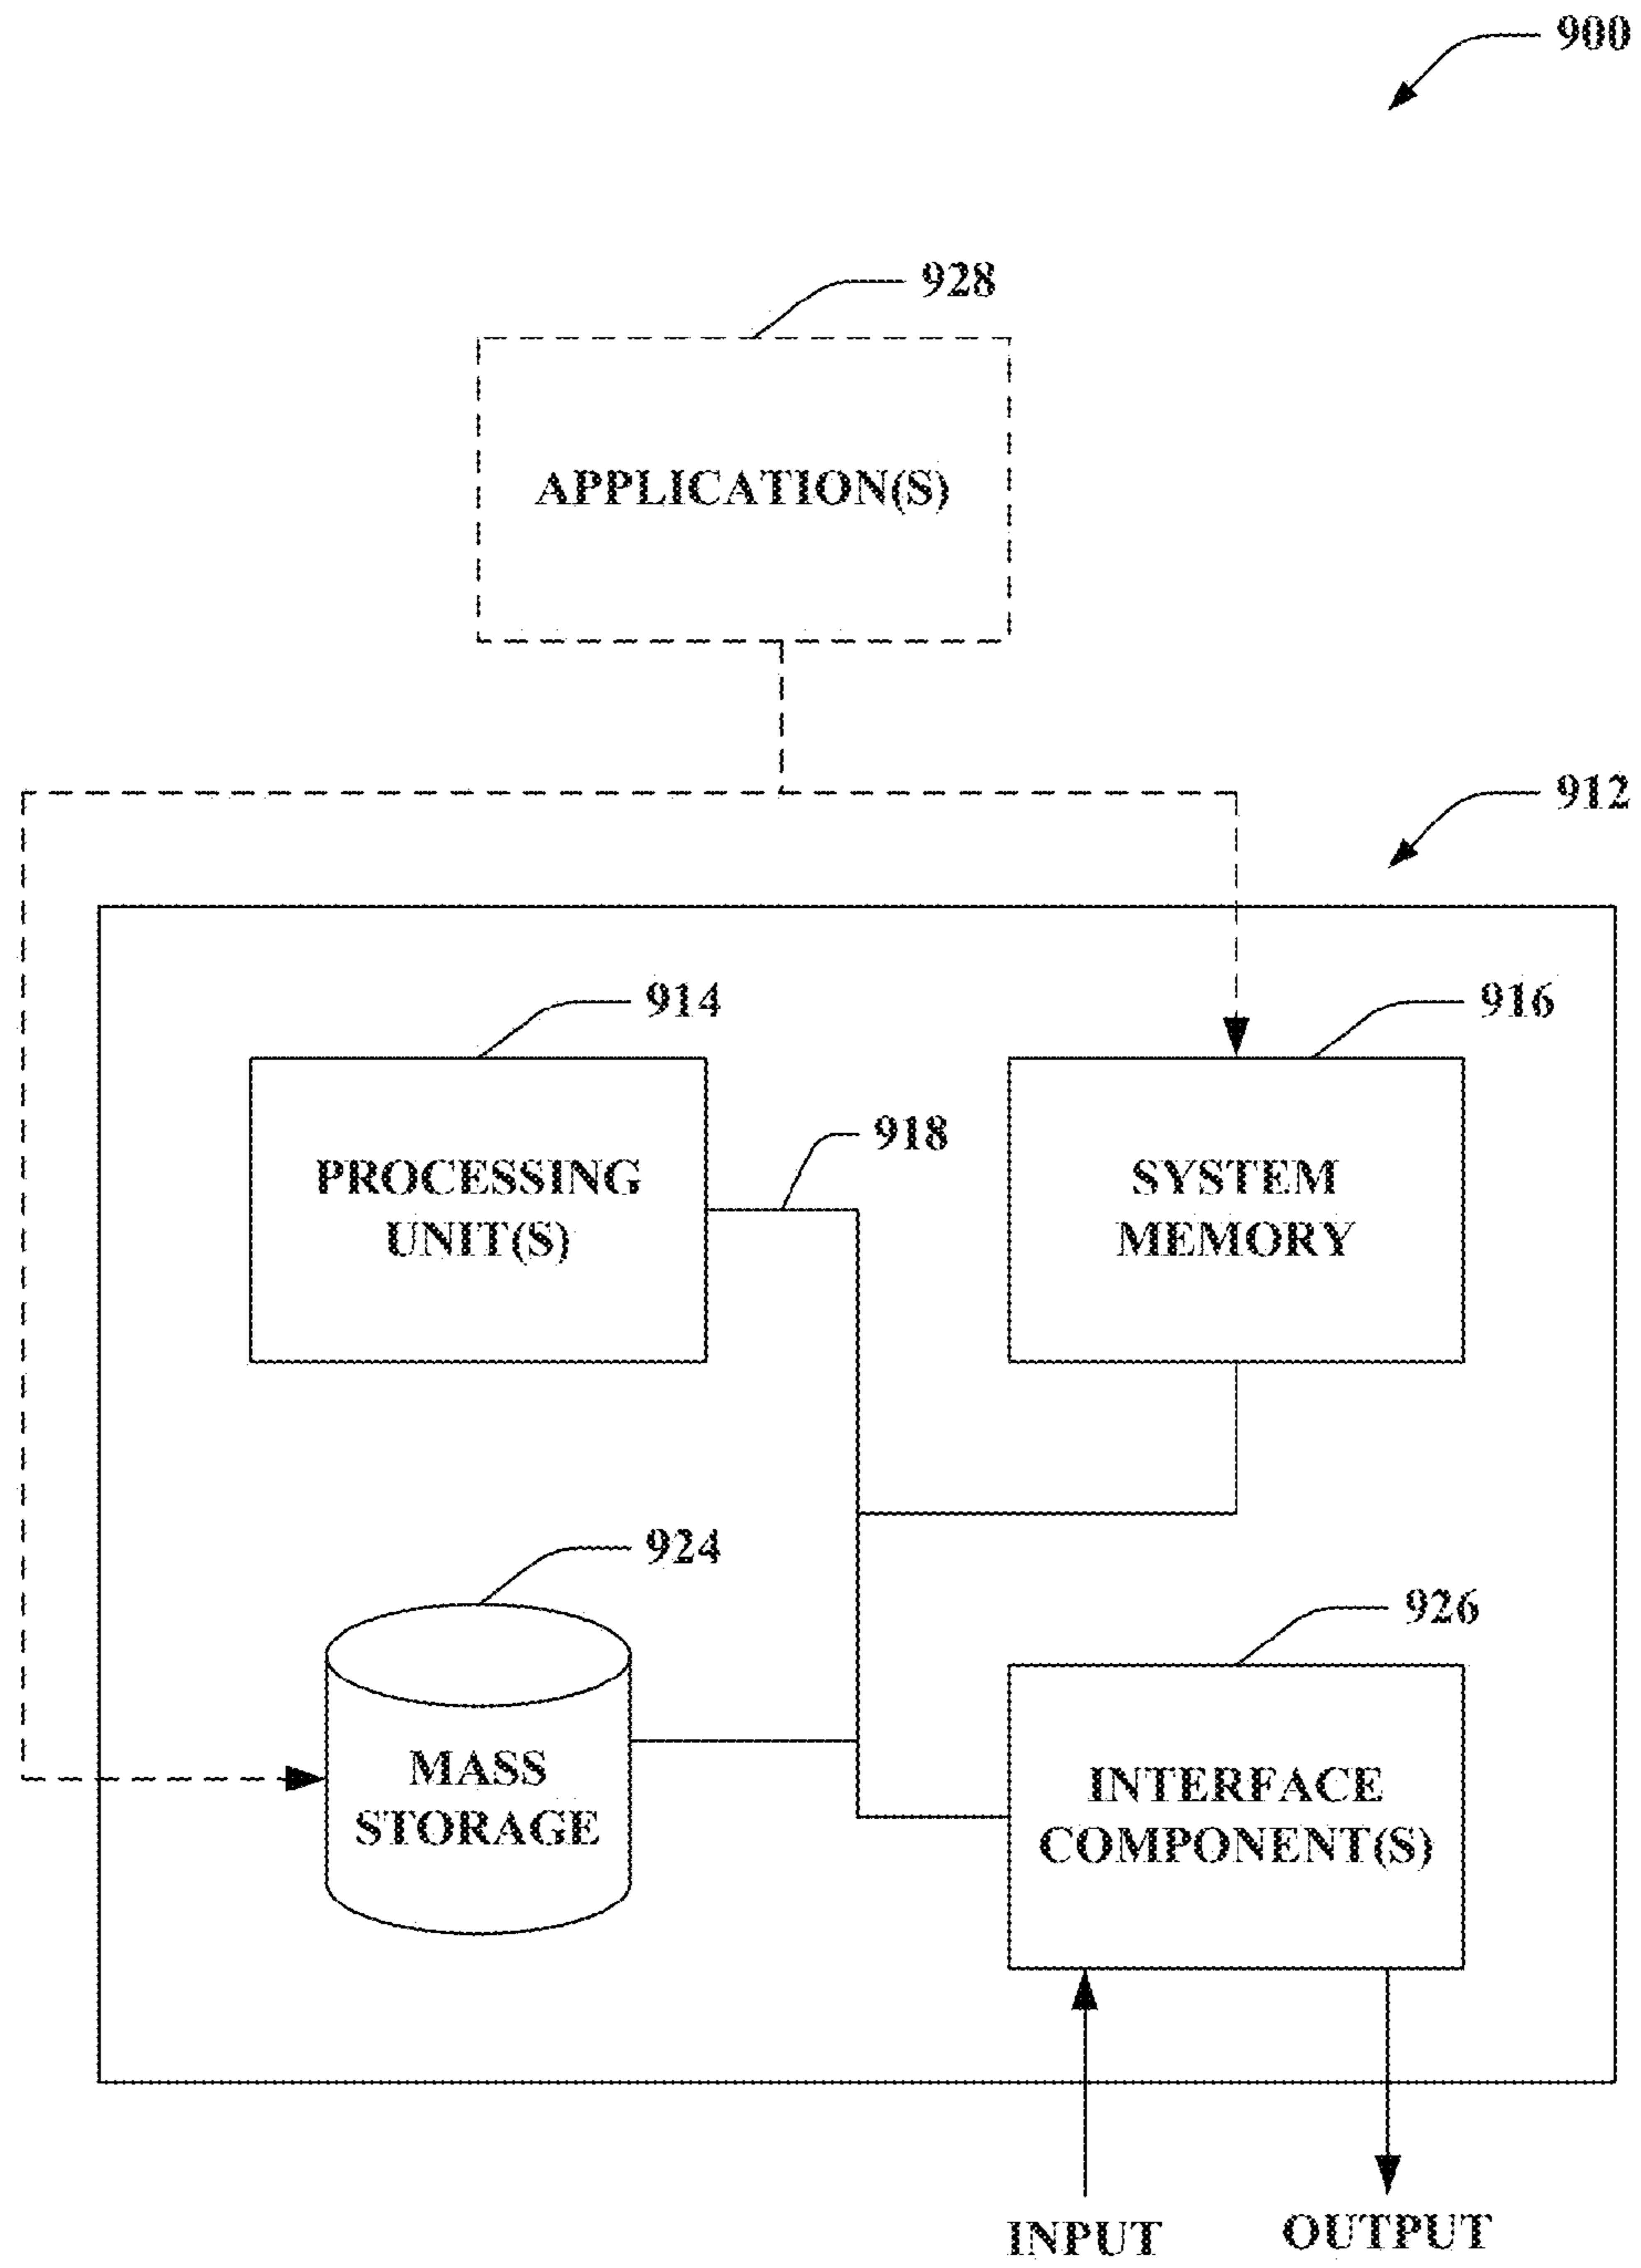 900
928
APPLICATION(S)
912
914
916
918
PROCESSING
UNIT(S)
SYSTEM
MEMORY
924
926
MASS
STORAGE
INTERFACE
COMPONENT(S)
INPUT
OUTPUT